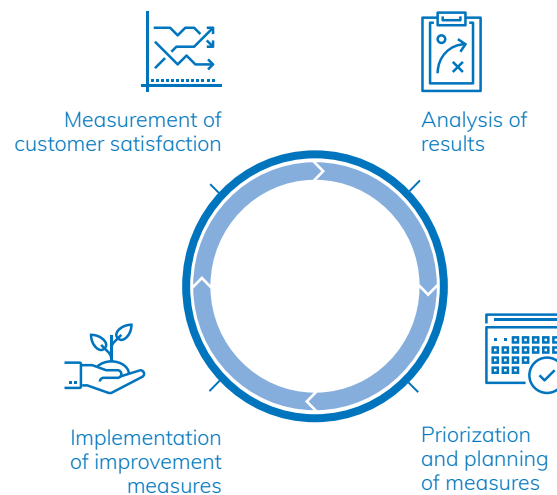 Measurement of
customer satisfaction
Analysis of
results
Implementation
of improvement
measures
Priorization
and planning
of measures